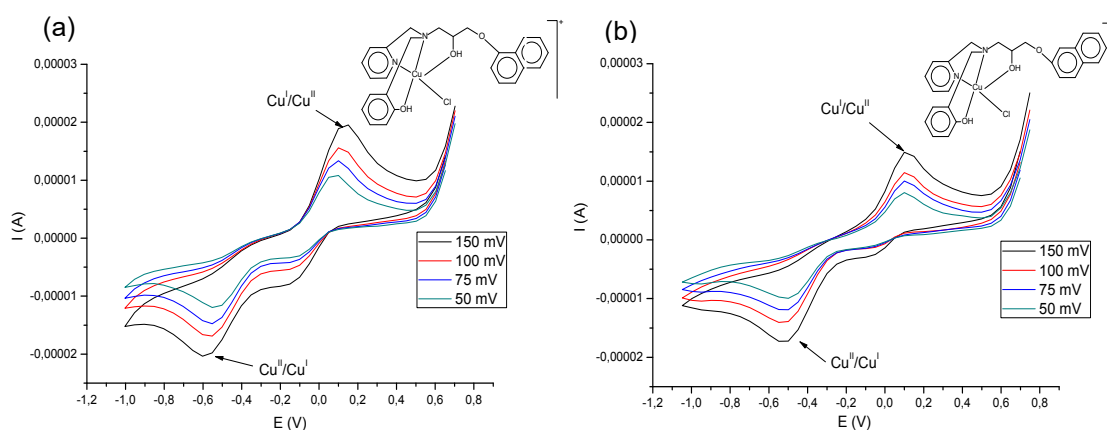 (a)
N
O
OH
N
Cu
OH
Cl
+
Cu^I/Cu^II
Cu^II/Cu^I
0,00003
0,00002
0,00001
0,00000
-0,00001
-0,00002
I (A)
-1,2 -1,0 -0,8 -0,6 -0,4 -0,2 0,0 0,2 0,4 0,6 0,8
E (V)
150 mV
100 mV
75 mV
50 mV
(b)
N
O
OH
N
Cu
OH
Cl
Cu^I/Cu^II
Cu^II/Cu^I
0,00003
0,00002
0,00001
0,00000
-0,00001
-0,00002
I (A)
-1,2 -1,0 -0,8 -0,6 -0,4 -0,2 0,0 0,2 0,4 0,6 0,8
E (V)
150 mV
100 mV
75 mV
50 mV